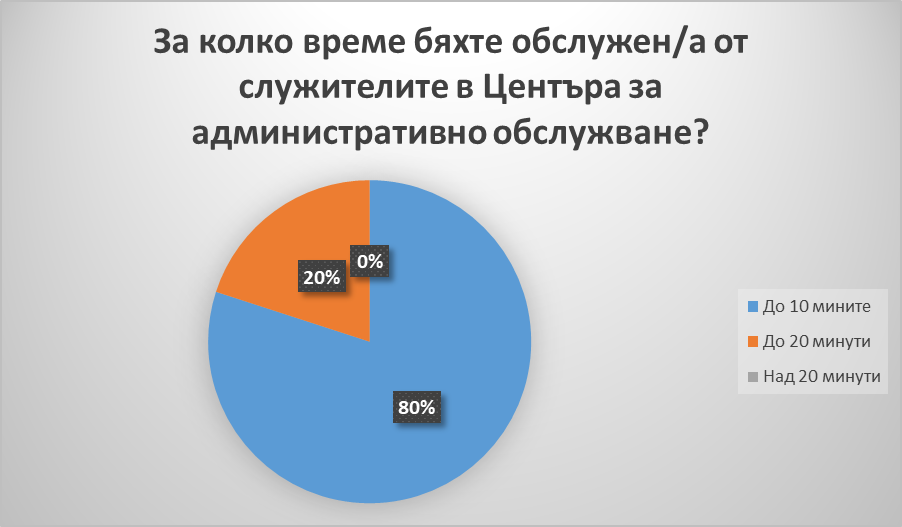 За колко време бяхте обслужен/а от
служителите в Центъра за
административно обслужване?
0%
20%
80%
До 10 мините
До 20 минути
Над 20 минути